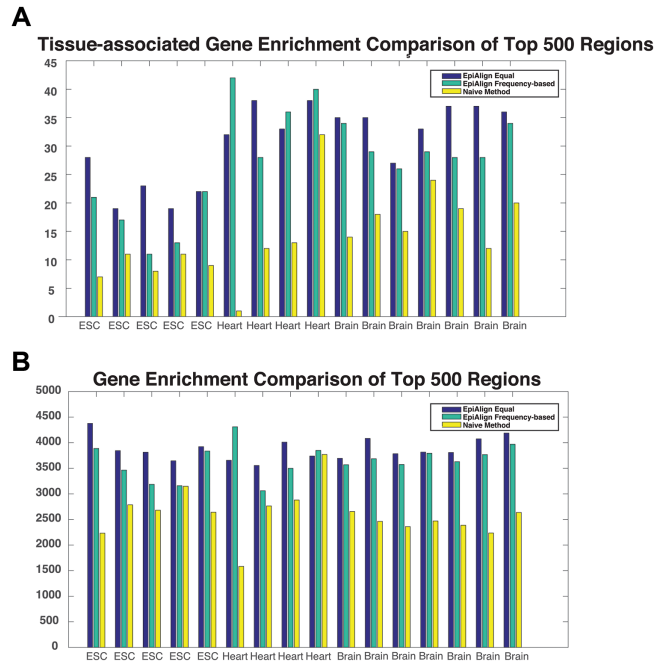 A
Tissue-associated Gene Enrichment Comparison of Top 500 Regions
45
40
35
30
25
20
15
10
5
0
EpiAlign Equal
EpiAlign Frequency-based
Naive Method
ESC ESC ESC ESC ESC Heart Heart Heart Heart Brain Brain Brain Brain Brain Brain Brain
B
Gene Enrichment Comparison of Top 500 Regions
5000
4500
4000
3500
3000
2500
2000
1500
1000
500
0
EpiAlign Equal
EpiAlign Frequency-based
Naive Method
ESC ESC ESC ESC ESC Heart Heart Heart Heart Brain Brain Brain Brain Brain Brain Brain